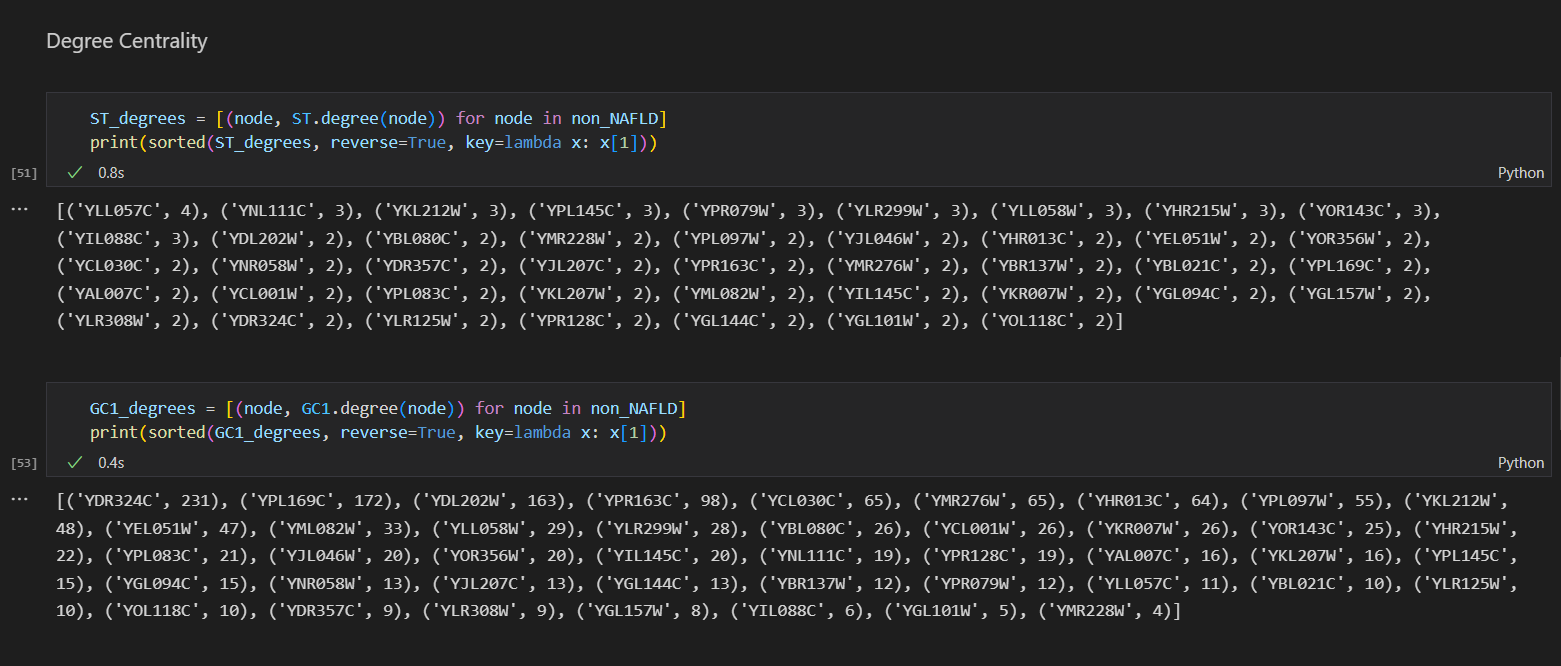 Degree Centrality
ST_degrees = [(node, ST.degree(node)) for node in non_NAFLD]
print(sorted(ST_degrees, reverse=True, key=lambda x: x[1]))
[51]
0.8s
Python
...
[('YLL057C', 4), ('YNL111C', 3), ('YKL212W', 3), ('YPL145C', 3), ('YPR079W', 3), ('YLR299W', 3), ('YLL058W', 3), ('YHR215W', 3), ('YOR143C', 3),
('YIL088C', 3), ('YDL202W', 2), ('YBL080C', 2), ('YMR228W', 2), ('YPL097W', 2), ('YJL046W', 2), ('YHR013C', 2), ('YEL051W', 2), ('YOR356W', 2),
('YCL030C', 2), ('YNR058W', 2), ('YDR357C', 2), ('YJL207C', 2), ('YPR163C', 2), ('YMR276W', 2), ('YBR137W', 2), ('YBL021C', 2), ('YPL169C', 2),
('YAL007C', 2), ('YCL001W', 2), ('YPL083C', 2), ('YKL207W', 2), ('YML082W', 2), ('YIL145C', 2), ('YKR007W', 2), ('YGL094C', 2), ('YGL157W', 2),
('YLR308W', 2), ('YDR324C', 2), ('YLR125W', 2), ('YPR128C', 2), ('YGL144C', 2), ('YGL101W', 2), ('YOL118C', 2)]
GC1_degrees = [(node, GC1.degree(node)) for node in non_NAFLD]
print(sorted(GC1_degrees, reverse=True, key=lambda x: x[1]))
[53]
0.4s
Python
...
[('YDR324C', 231), ('YPL169C', 172), ('YDL202W', 163), ('YPR163C', 98), ('YCL030C', 65), ('YMR276W', 65), ('YHR013C', 64), ('YPL097W', 55), ('YKL212W',
48), ('YEL051W', 47), ('YML082W', 33), ('YLL058W', 29), ('YLR299W', 28), ('YBL080C', 26), ('YCL001W', 26), ('YKR007W', 26), ('YOR143C', 25), ('YHR215W',
22), ('YPL083C', 21), ('YJL046W', 20), ('YOR356W', 20), ('YIL145C', 20), ('YNL111C', 19), ('YPR128C', 19), ('YAL007C', 16), ('YKL207W', 16), ('YPL145C',
15), ('YGL094C', 15), ('YNR058W', 13), ('YJL207C', 13), ('YGL144C', 13), ('YBR137W', 12), ('YPR079W', 12), ('YLL057C', 11), ('YBL021C', 10), ('YLR125W',
10), ('YOL118C', 10), ('YDR357C', 9), ('YLR308W', 9), ('YGL157W', 8), ('YIL088C', 6), ('YGL101W', 5), ('YMR228W', 4)]